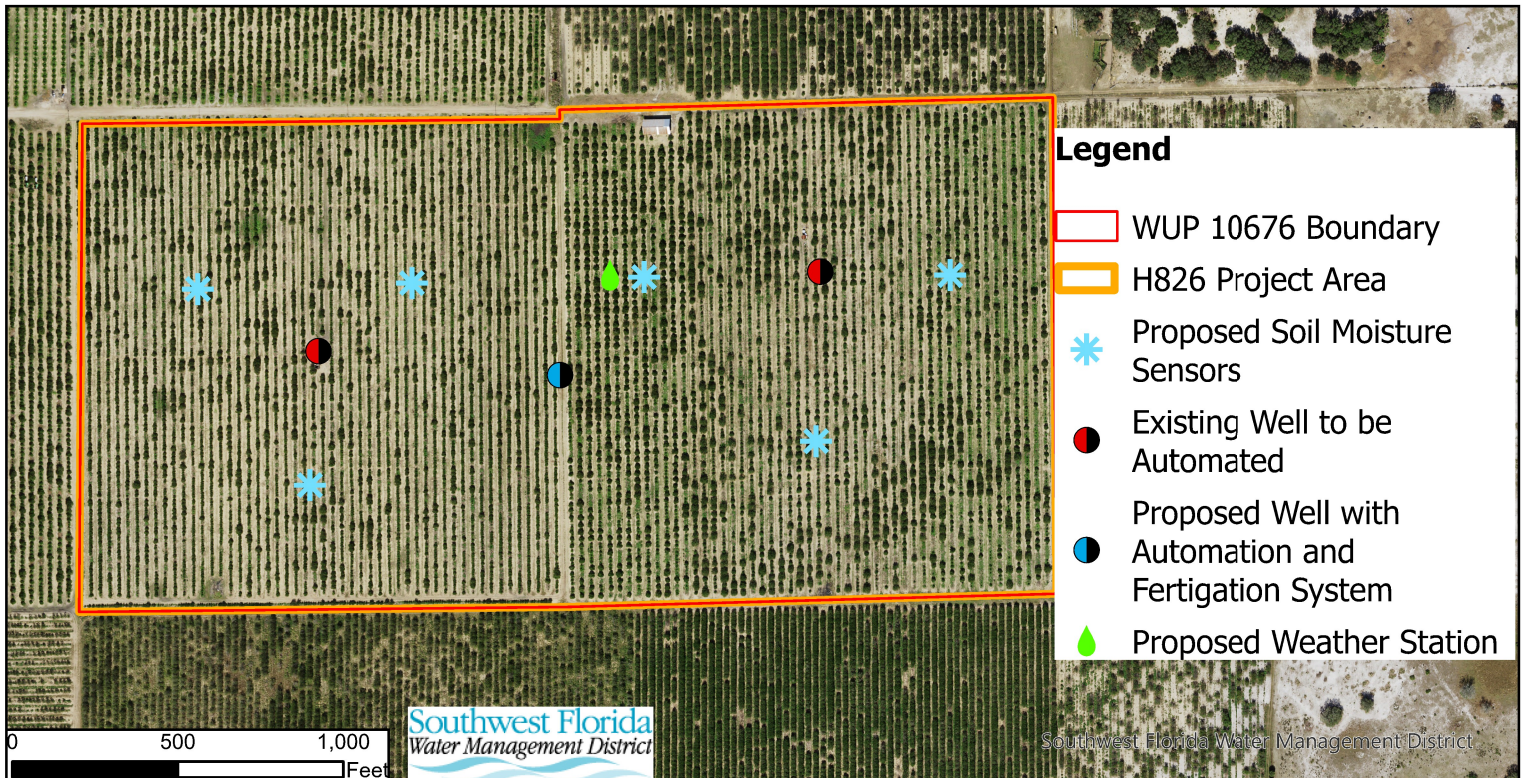 Legend
WUP 10676 Boundary
H826 Project Area
Proposed Soil Moisture
Sensors
Existing Well to be
Automated
Proposed Well with
Automation and
Fertigation System
Proposed Weather Station
0 500 1,000
Feet
Southwest Florida
Water Management District
Southwest Florida Water Management District